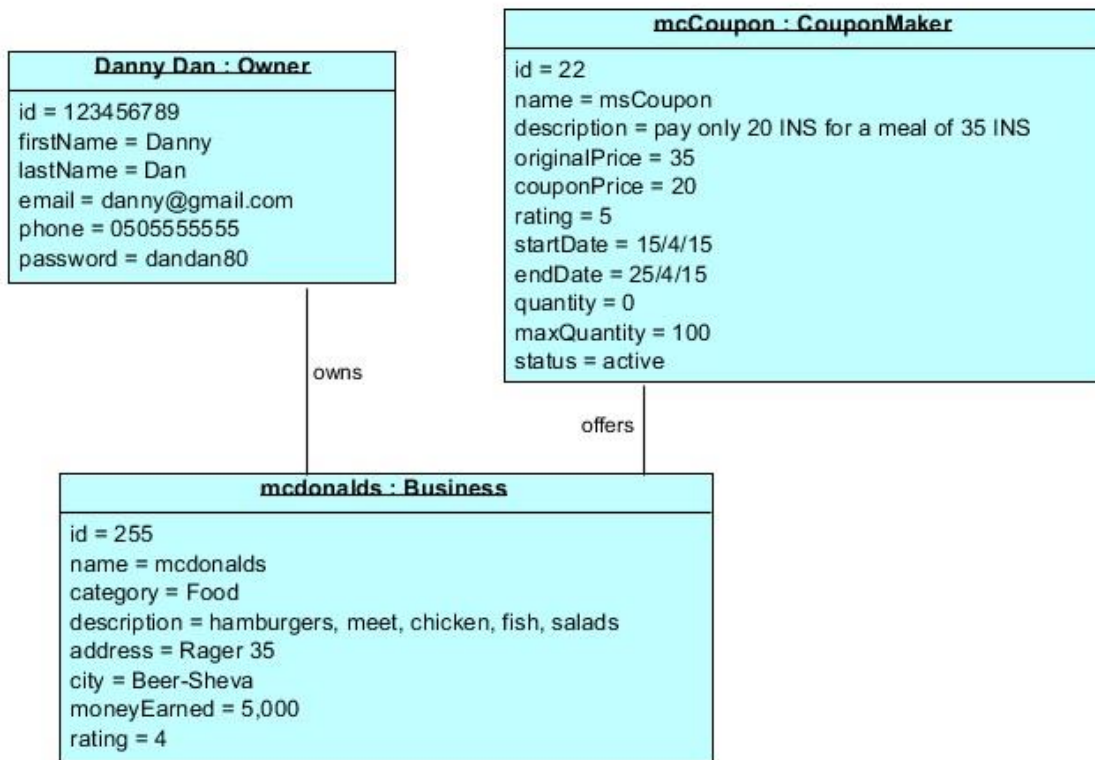 Danny Dan : Owner
id = 123456789
firstName = Danny
lastName = Dan
email = danny@gmail.com
phone = 0505555555
password = dandan80
mcCoupon : CouponMaker
id = 22
name = msCoupon
description = pay only 20 INS for a meal of 35 INS
originalPrice = 35
couponPrice = 20
rating = 5
startDate = 15/4/15
endDate = 25/4/15
quantity = 0
maxQuantity = 100
status = active
owns
offers
mcdonalds : Business
id = 255
name = mcdonalds
category = Food
description = hamburgers, meet, chicken, fish, salads
address = Rager 35
city = Beer-Sheva
moneyEarned = 5,000
rating = 4